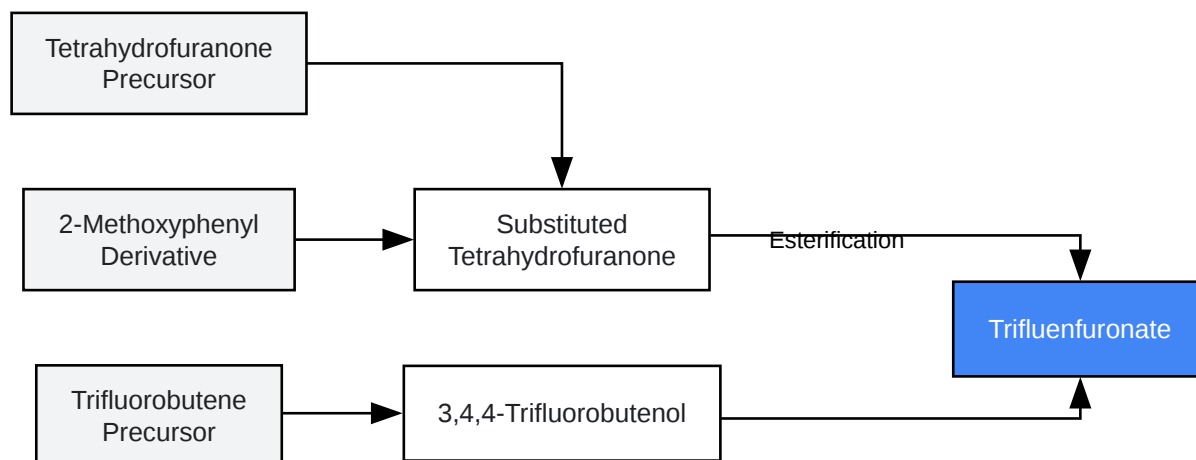 Tetrahydrofuranone
Precursor
2-Methoxyphenyl
Derivative
Substituted
Tetrahydrofuranone
Esterification
Trifluenfuronate
Trifluorobutene
Precursor
3,4,4-Trifluorobutenol